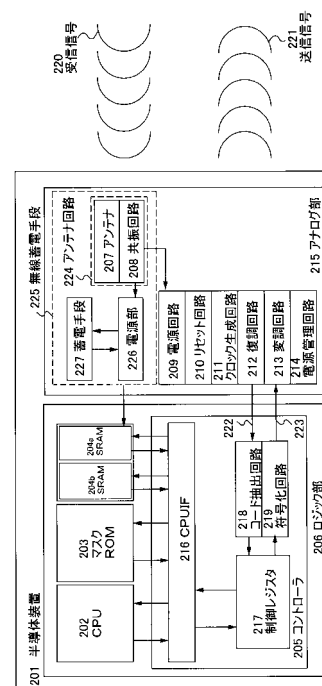 201 半導体装置
202
CPU
203
マスク
ROM
204b
SRAM
204a
SRAM
216 CPUIF
217
制御レジスタ
218
コード抽出回路
219
符号化回路
205 コントローラ
206 ロジック部
222
223
225 無線蓄電手段
224 アンテナ回路
207 アンテナ
208 共振回路
227 蓄電手段
226 電源部
209 電源回路
210 リセット回路
211
クロック生成回路
212 復調回路
213 変調回路
214
電源管理回路
215 アナログ部
220
受信信号
221
送信信号